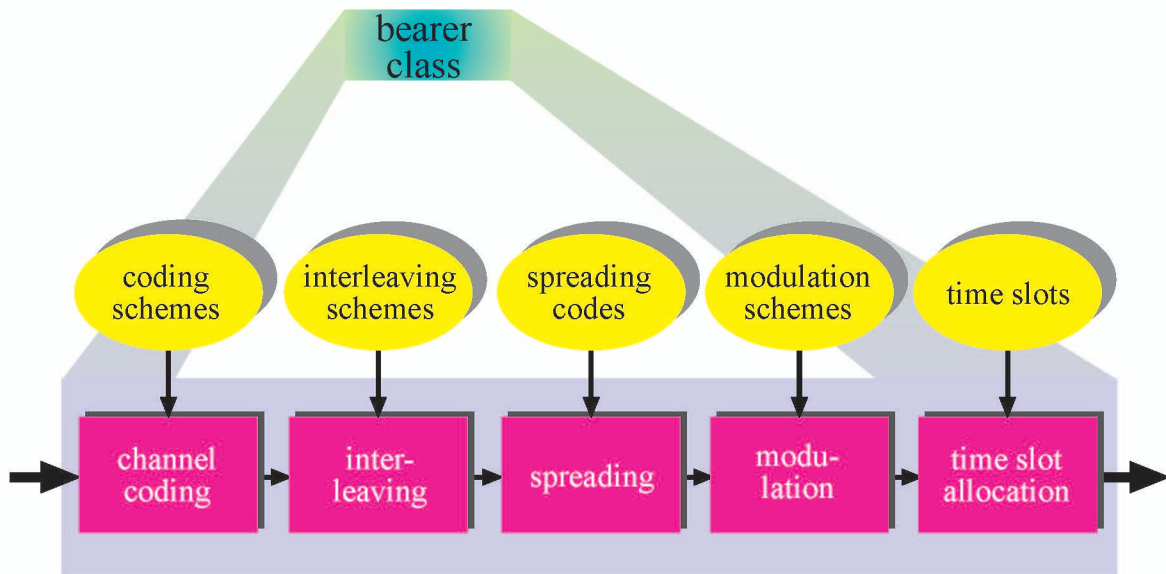 bearer
class
coding
schemes
interleaving
schemes
spreading
codes
modulation
schemes
time slots
channel
coding
inter-
leaving
spreading
modu-
lation
time slot
allocation